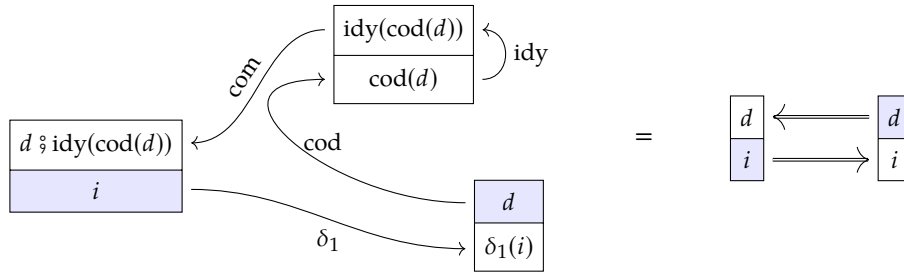 idy(cod(d))
idy
cod(d)
com
cod
d ⨟ idy(cod(d))
i
δ₁
d
δ₁(i)
=
d d
i i